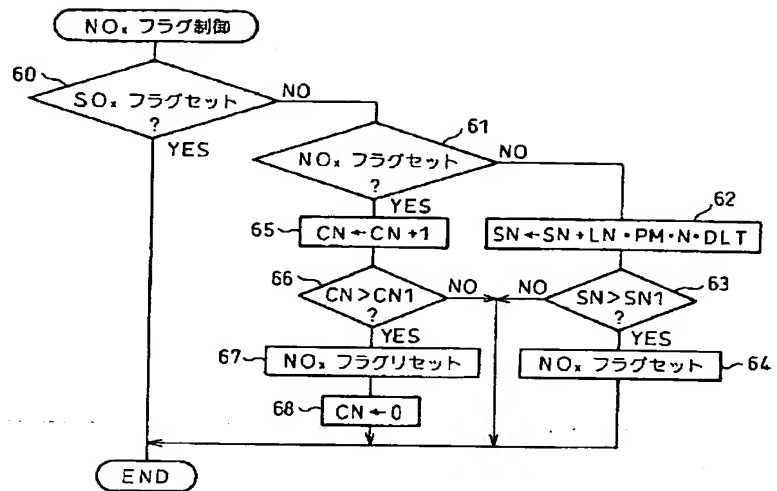 NOₓ フラグ制御
60
SOₓ フラグセット
?
NO
YES
61
NOₓ フラグセット
?
NO
YES
62
65
CN←CN+1
SN←SN+LN・PM・N・DLT
66
CN>CN1
?
NO
YES
NO
SN>SN1
?
63
YES
67
NOₓ フラグリセット
NOₓ フラグセット
64
68
CN←0
END